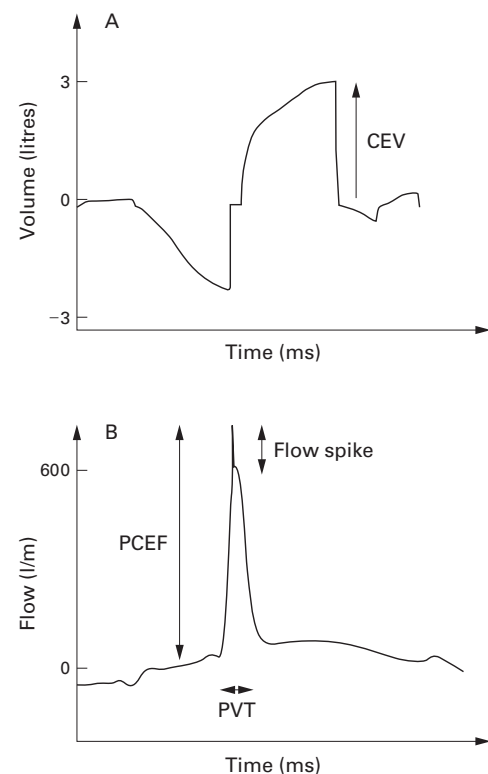 A
3
0
−3
Volume (litres)
CEV
Time (ms)
B
600
0
Flow (l/m)
PCEF
Flow spike
PVT
Time (ms)